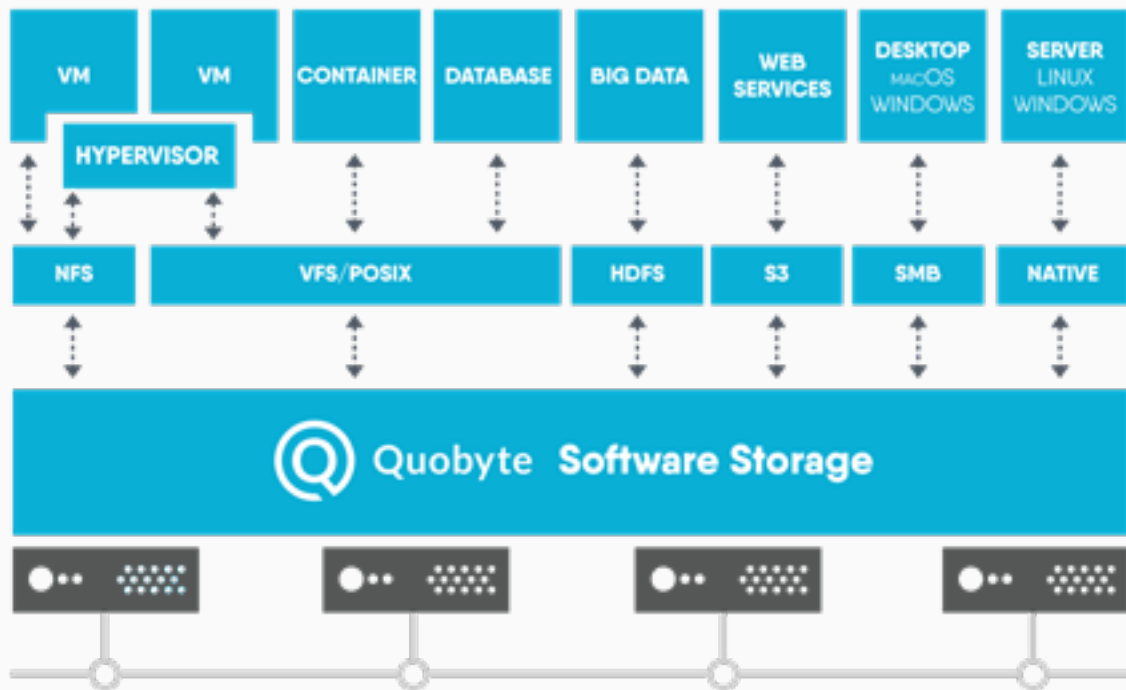 VM
VM
CONTAINER
DATABASE
BIG DATA
WEB
SERVICES
DESKTOP
MACOS
WINDOWS
SERVER
LINUX
WINDOWS
HYPERVISOR
NFS
VFS/POSIX
HDFS
S3
SMB
NATIVE
Quobyte Software Storage